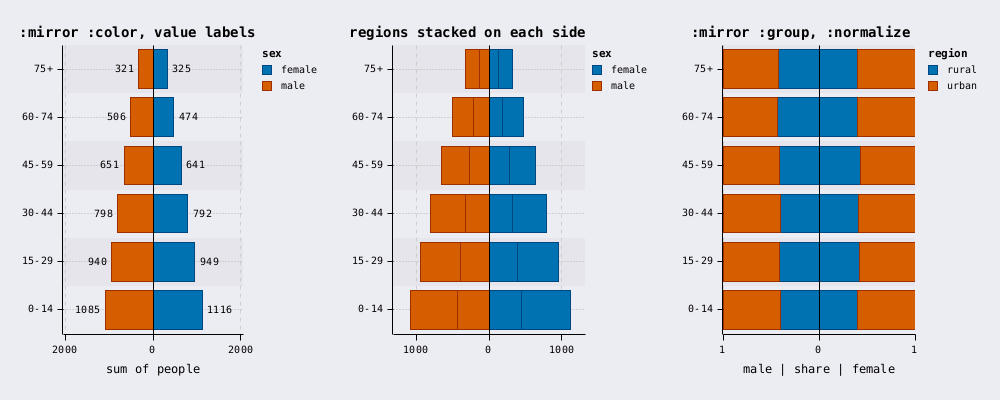 :mirror :color, value labels
sex
female
male
75+
321
325
60-74
506
474
45-59
651
641
30-44
798
792
15-29
940
949
0-14
1085
1116
2000
0
2000
sum of people
regions stacked on each side
sex
female
male
75+
60-74
45-59
30-44
15-29
0-14
1000
0
1000
:mirror :group, :normalize
region
rural
urban
75+
60-74
45-59
30-44
15-29
0-14
1
0
1
male | share | female